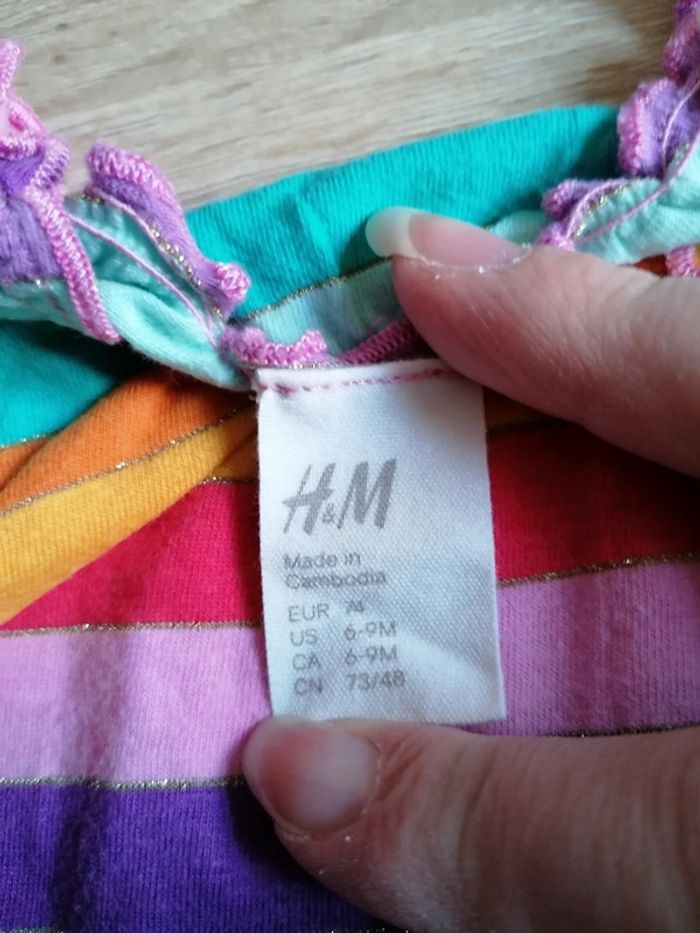 H&M
Made in
Cambodia
EUR 74
US 6-9M
CA 6-9M
CN 73/48